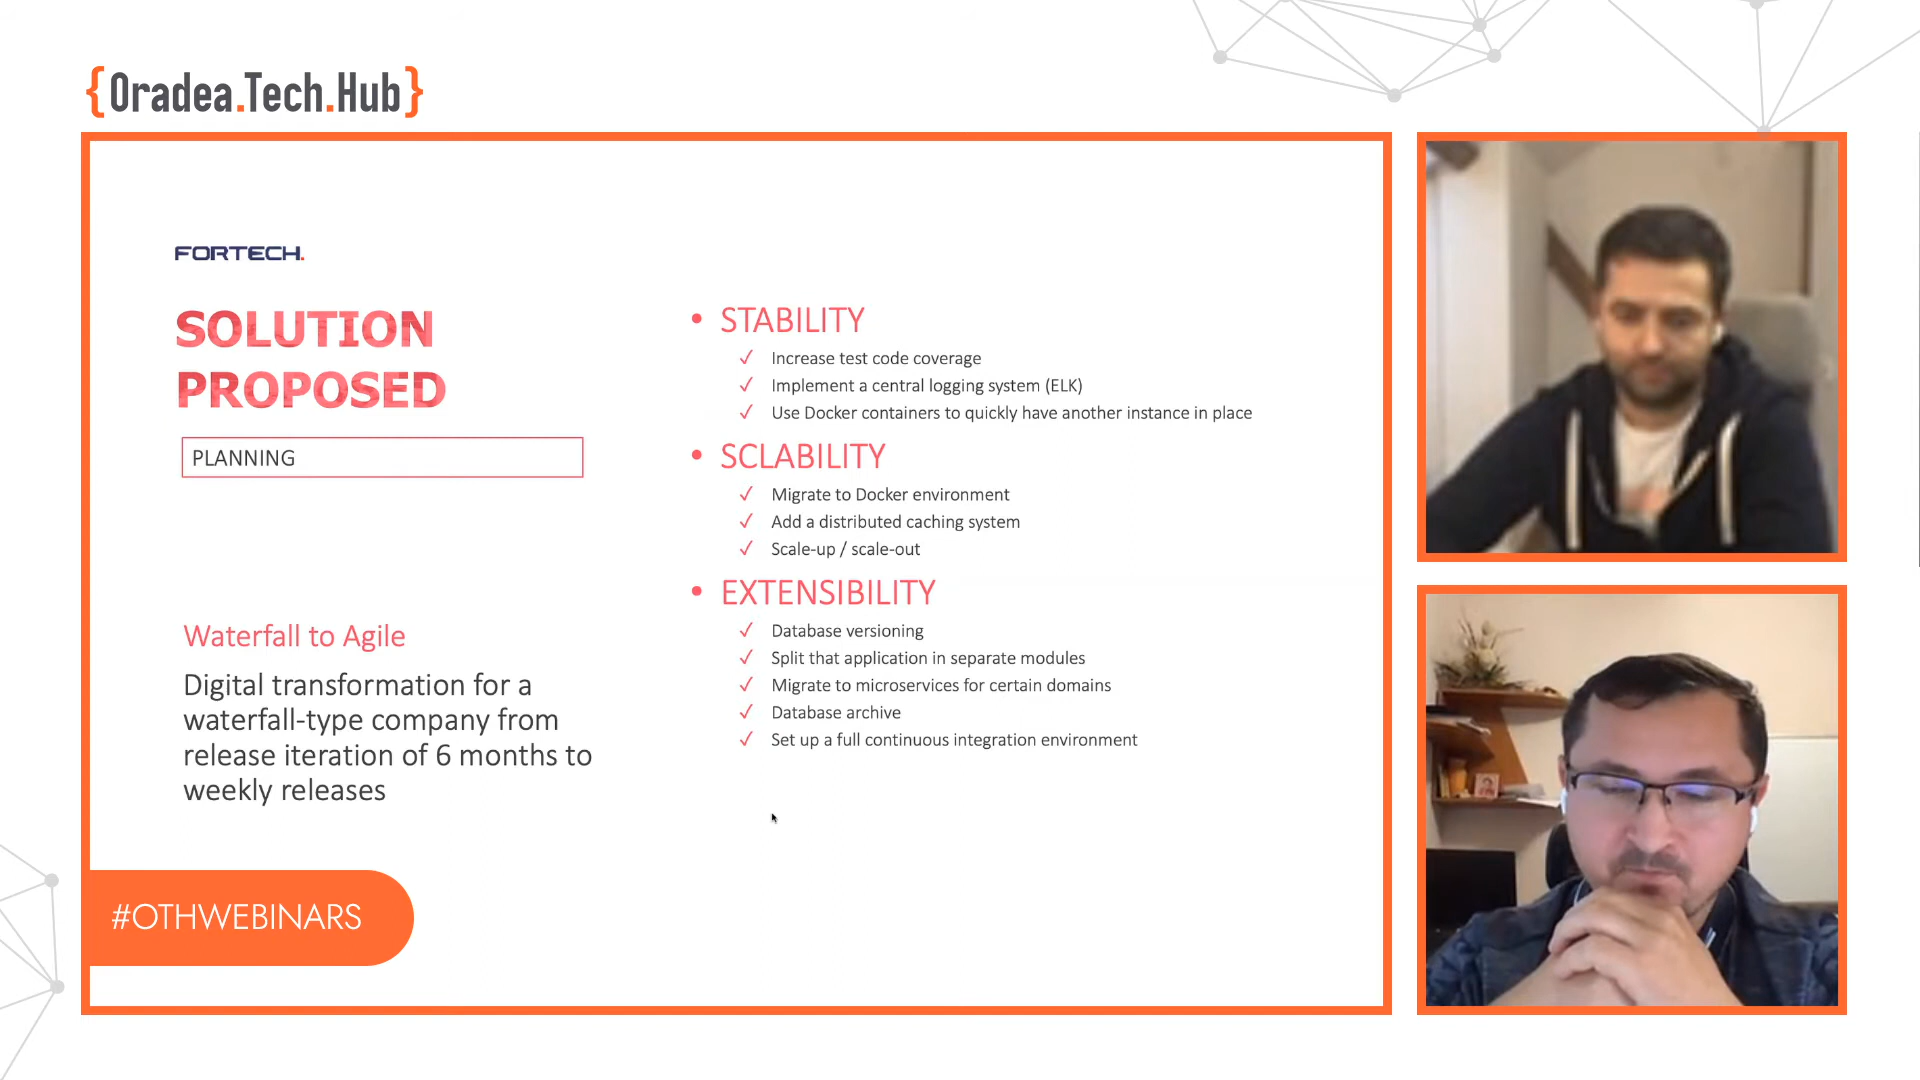 {Oradea.Tech.Hub}
FORTECH.
SOLUTION
PROPOSED
PLANNING
Waterfall to Agile
Digital transformation for a
waterfall-type company from
release iteration of 6 months to
weekly releases
#OTHWEBINARS
• STABILITY
✓ Increase test code coverage
✓ Implement a central logging system (ELK)
✓ Use Docker containers to quickly have another instance in place
• SCLABILITY
✓ Migrate to Docker environment
✓ Add a distributed caching system
✓ Scale-up / scale-out
• EXTENSIBILITY
✓ Database versioning
✓ Split that application in separate modules
✓ Migrate to microservices for certain domains
✓ Database archive
✓ Set up a full continuous integration environment